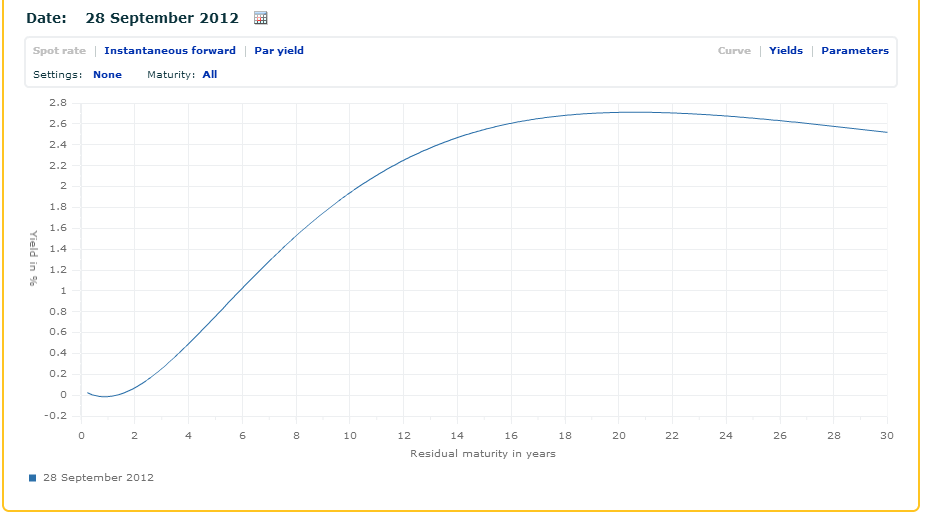 Date: 28 September 2012
Spot rate | Instantaneous forward | Par yield Curve | Yields | Parameters
Settings: None Maturity: All
2.8
2.6
2.4
2.2
2
1.8
1.6
1.4
1.2
1
0.8
0.6
0.4
0.2
0
-0.2
Yield in %
0 2 4 6 8 10 12 14 16 18 20 22 24 26 28 30
Residual maturity in years
28 September 2012